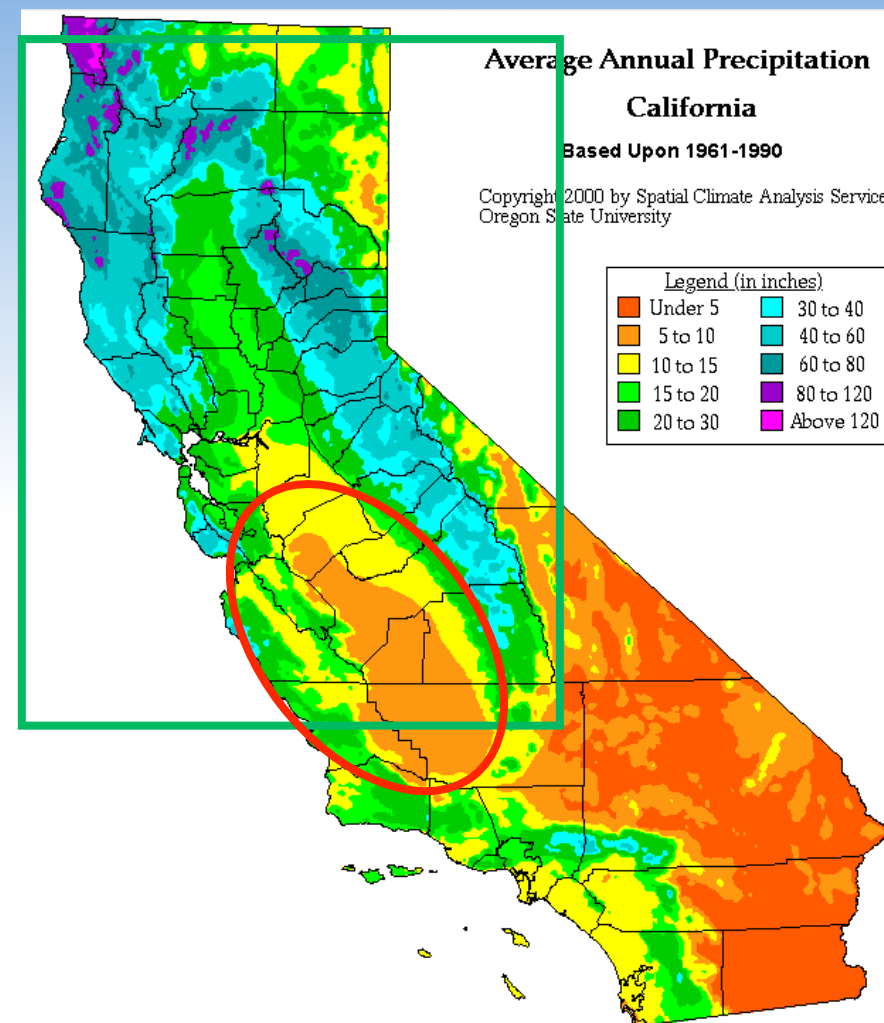 Average Annual Precipitation
California
Based Upon 1961-1990
Copyright 2000 by Spatial Climate Analysis Service
Oregon State University
Legend (in inches)
Under 5
5 to 10
10 to 15
15 to 20
20 to 30
30 to 40
40 to 60
60 to 80
80 to 120
Above 120